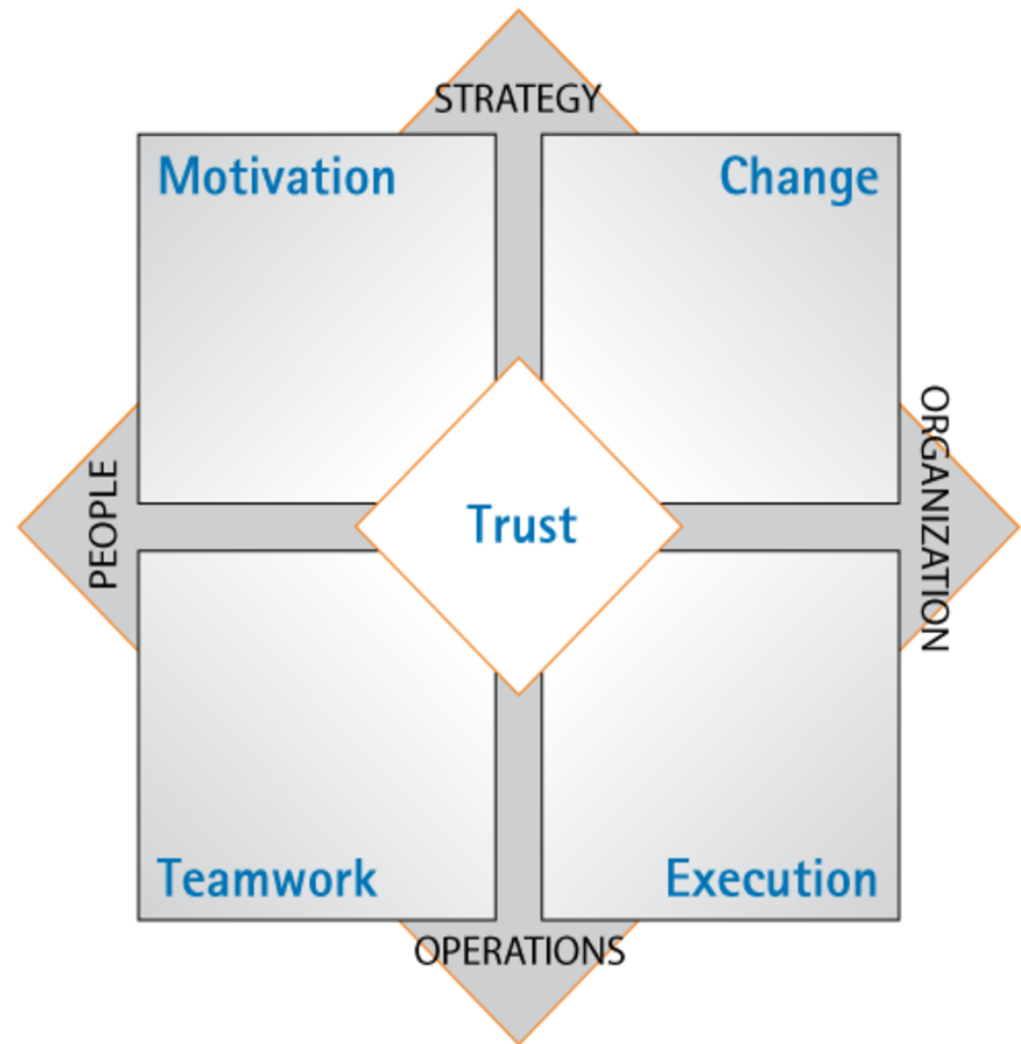 STRATEGY
Motivation
Change
PEOPLE
Trust
ORGANIZATION
Teamwork
Execution
OPERATIONS